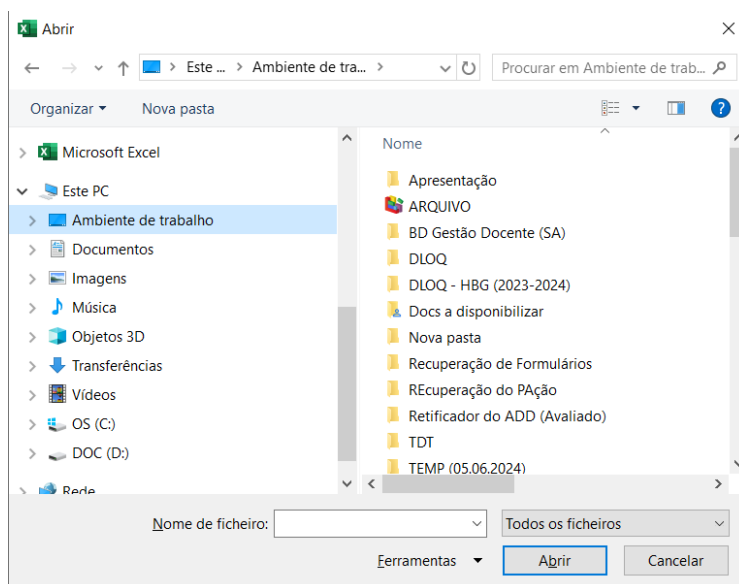 Abrir
Este ... > Ambiente de tra... >
Procurar em Ambiente de trab...
Organizar
Nova pasta
Microsoft Excel
Este PC
Ambiente de trabalho
Documentos
Imagens
Música
Objetos 3D
Transferências
Vídeos
OS (C:)
DOC (D:)
Rede
Nome
Apresentação
ARQUIVO
BD Gestão Docente (SA)
DLOQ
DLOQ - HBG (2023-2024)
Docs a disponibilizar
Nova pasta
Recuperação de Formulários
REcuperação do PAção
Retificador do ADD (Avaliado)
TDT
TEMP (05.06.2024)
Nome de ficheiro:
Todos os ficheiros
Ferramentas
Abrir
Cancelar